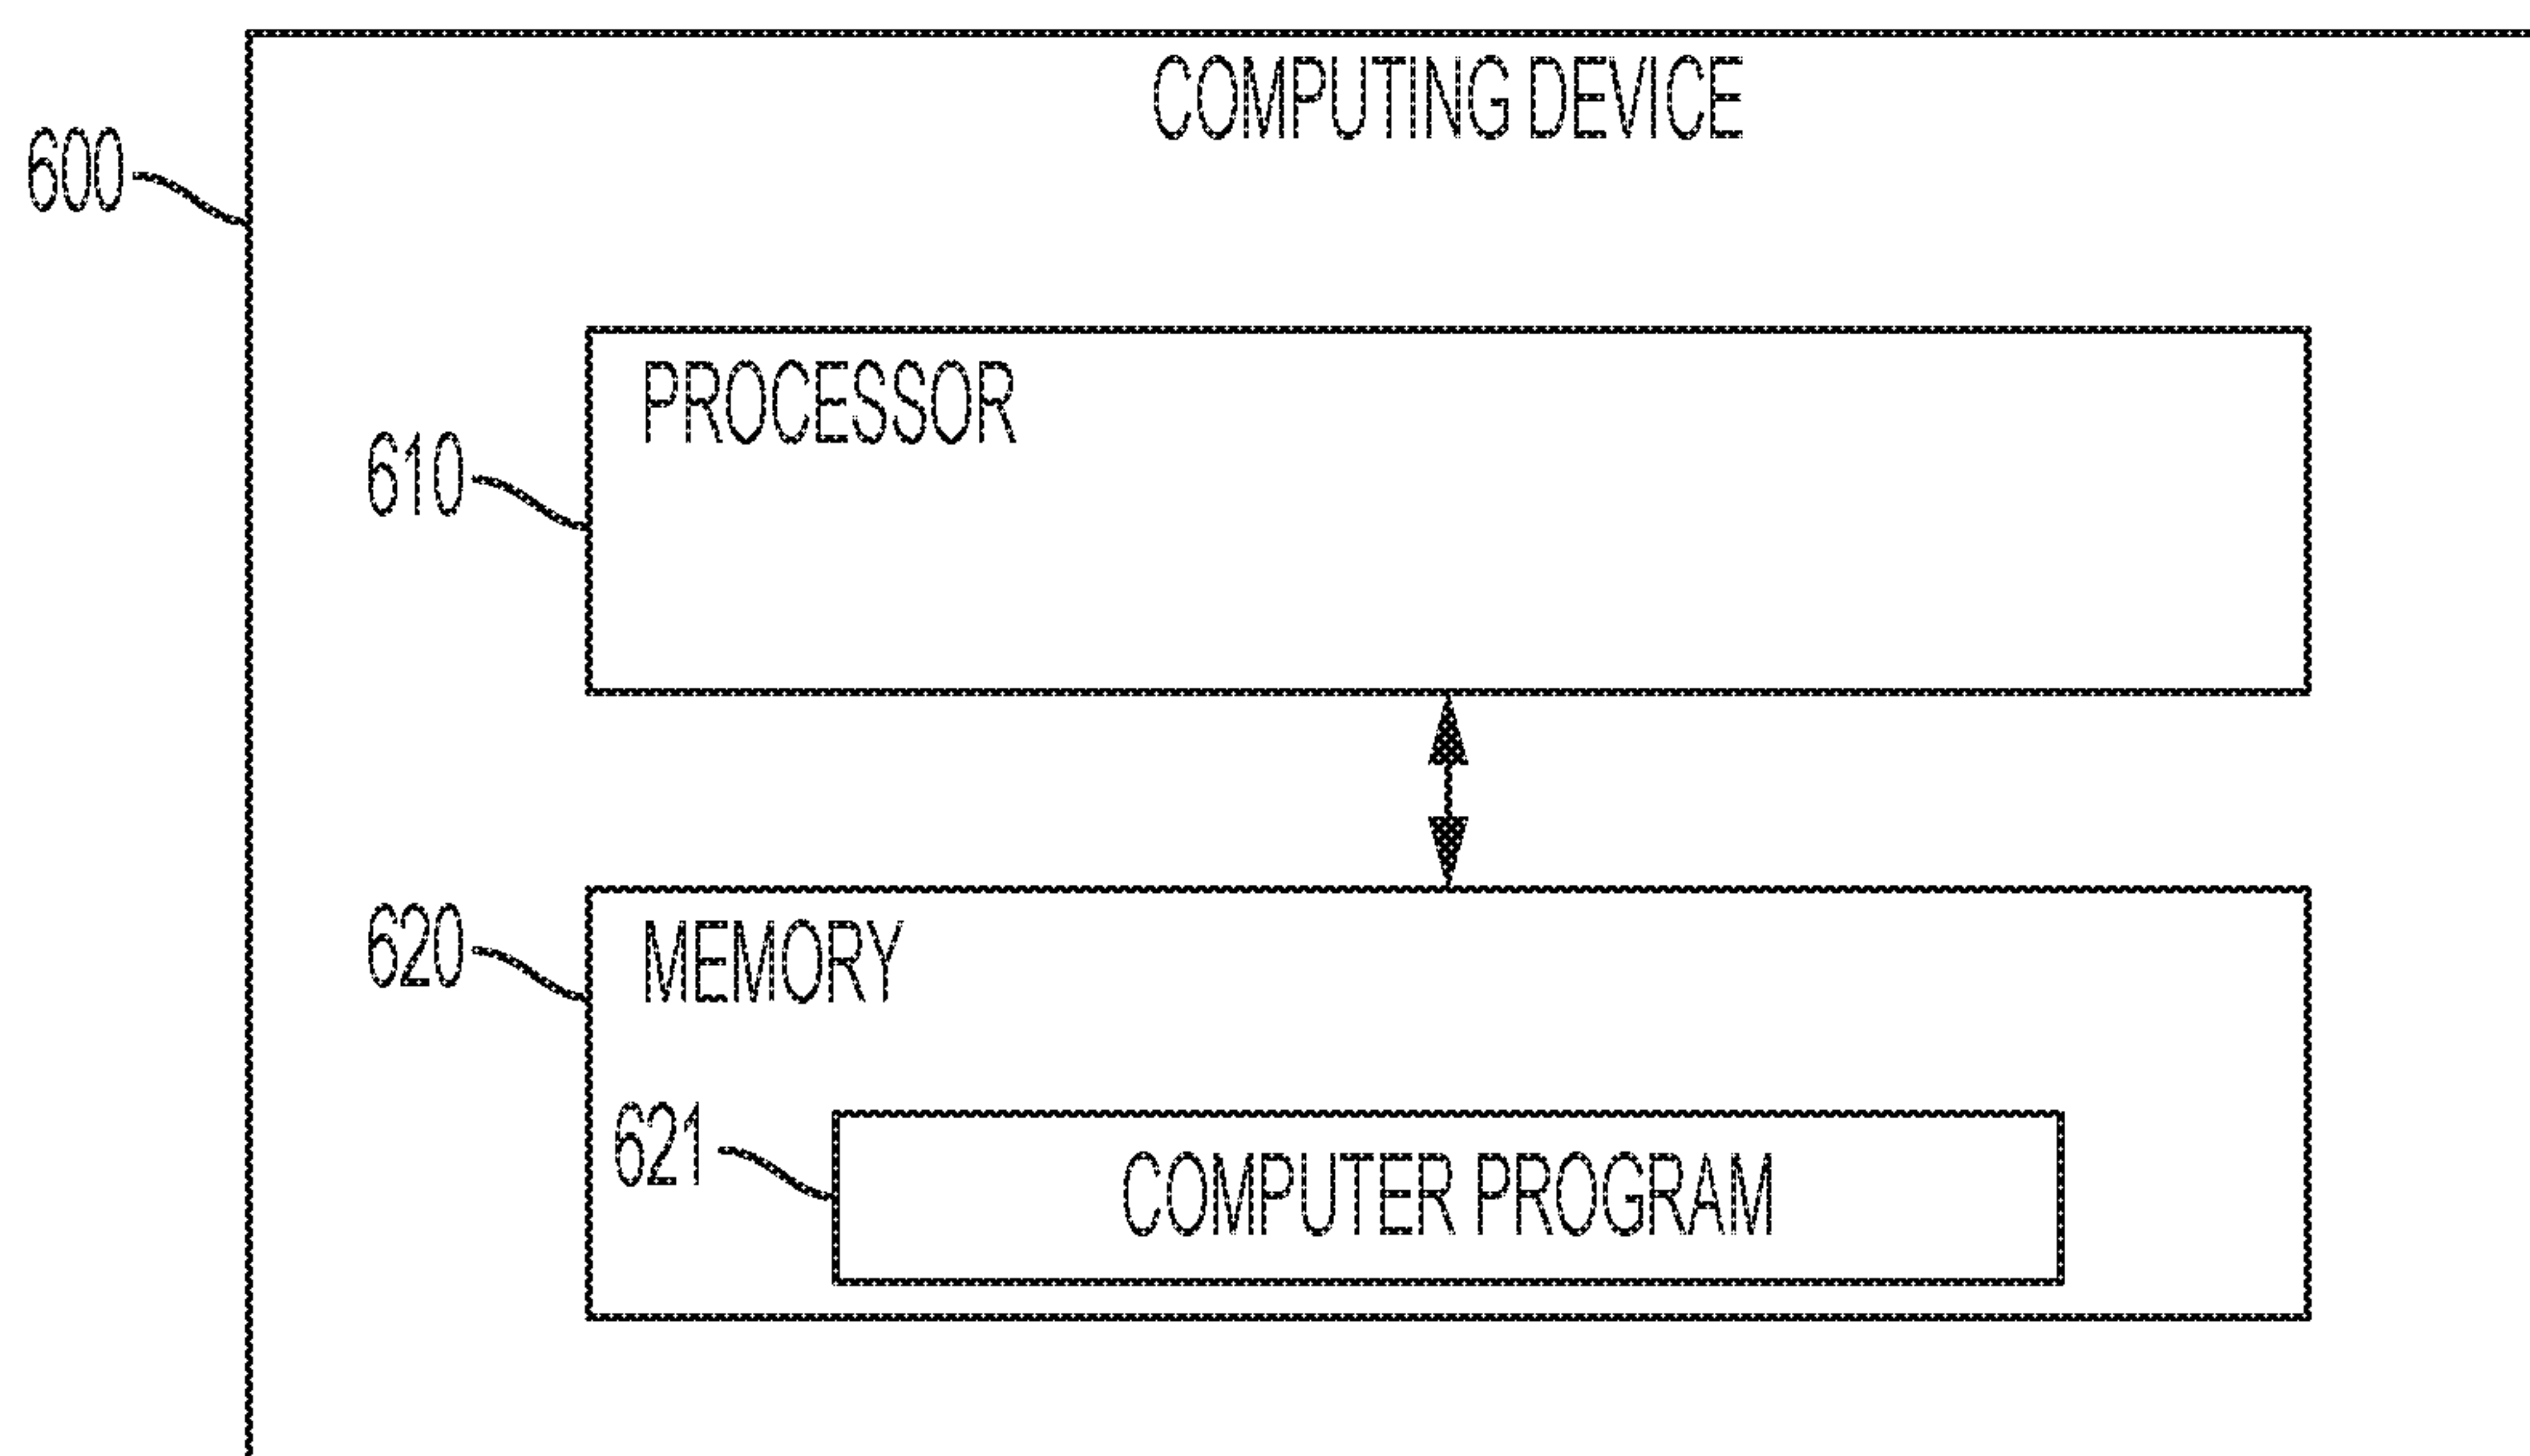 COMPUTING DEVICE
600
PROCESSOR
610
MEMORY
620
621
COMPUTER PROGRAM